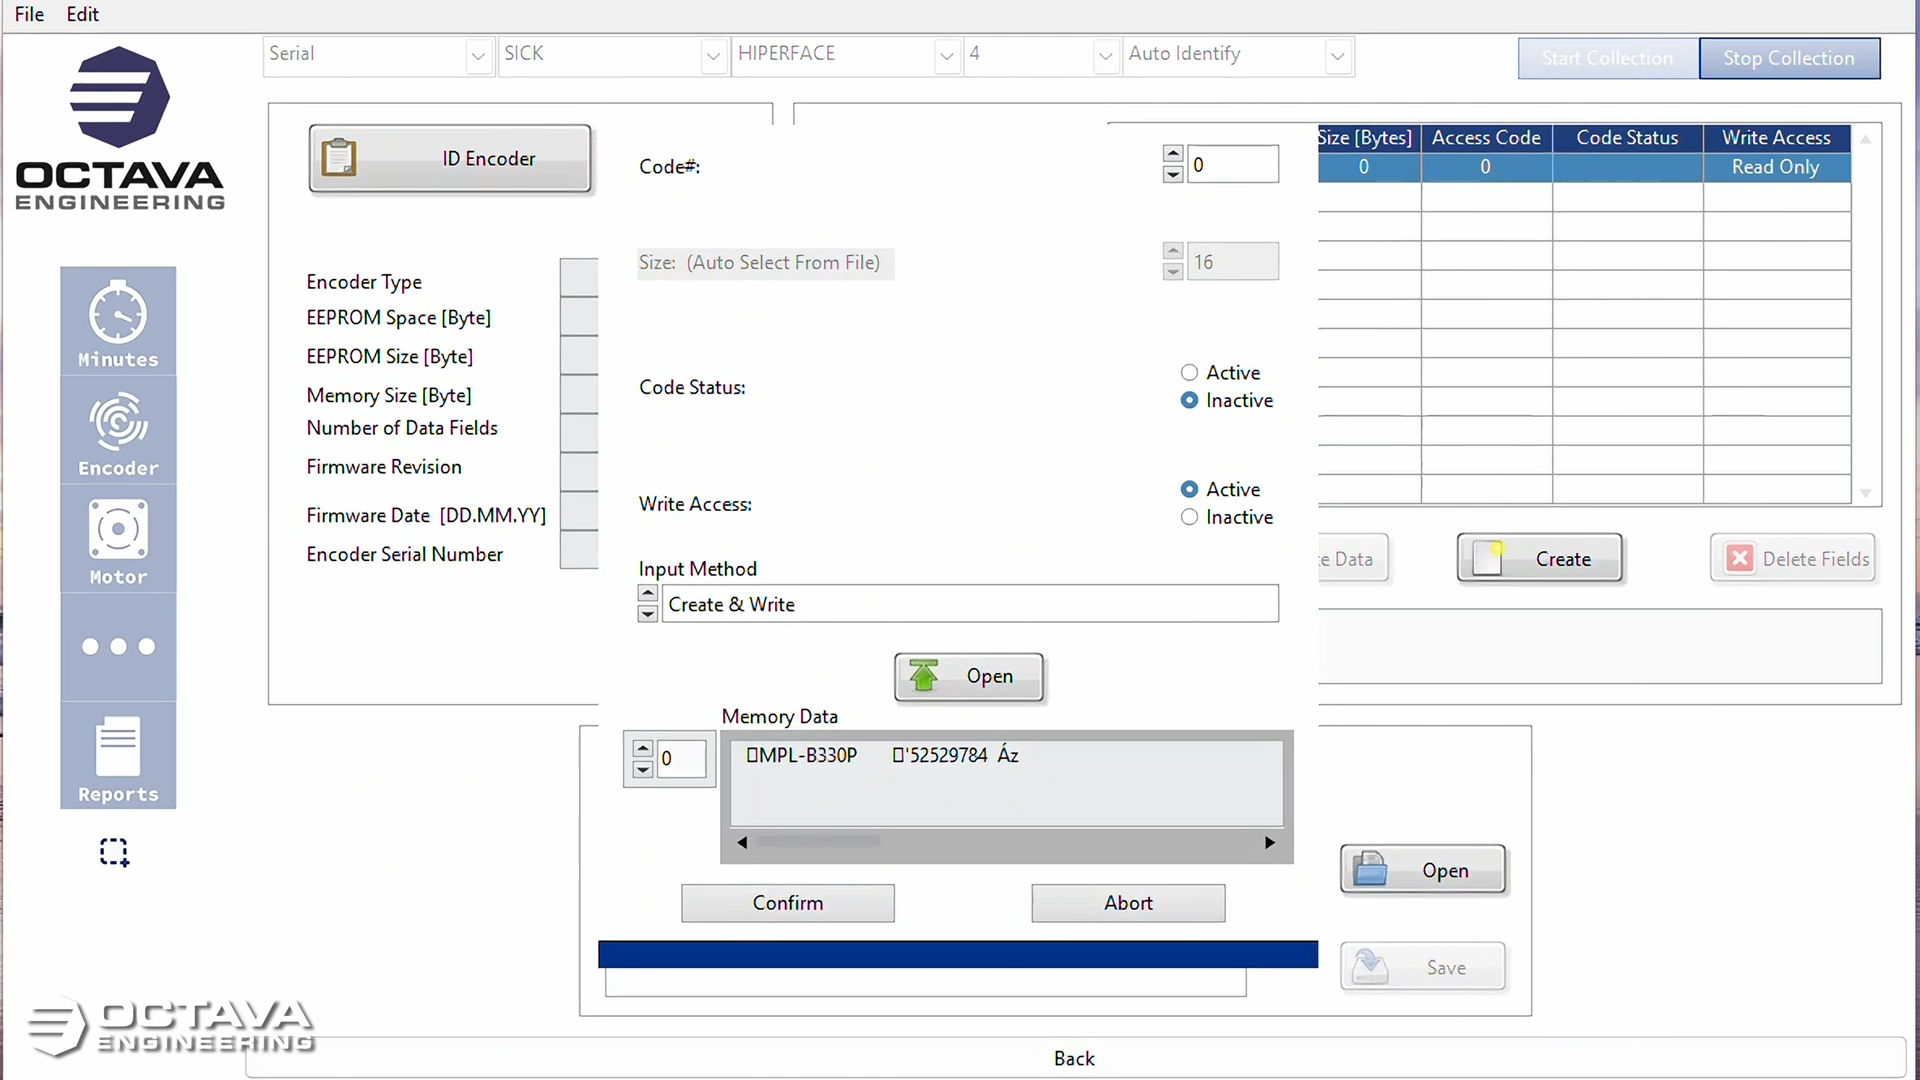 File Edit
Serial SICK HIPERFACE 4 Auto Identify Start Collection Stop Collection
OCTAVA
ENGINEERING
ID Encoder
Code#: 0
Size [Bytes] Access Code Code Status Write Access
0 0 Read Only
Size: (Auto Select From File) 16
Encoder Type
EEPROM Space [Byte]
EEPROM Size [Byte]
Memory Size [Byte]
Number of Data Fields
Firmware Revision
Firmware Date [DD.MM.YY]
Encoder Serial Number
Code Status:
Active
Inactive
Write Access:
Active
Inactive
Input Method
Create & Write
Open
Memory Data
0
MPL-B330P '52529784 Áz
Confirm Abort
Data Create Delete Fields
Open
Save
Minutes
Encoder
Motor
Reports
OCTAVA
ENGINEERING
Back